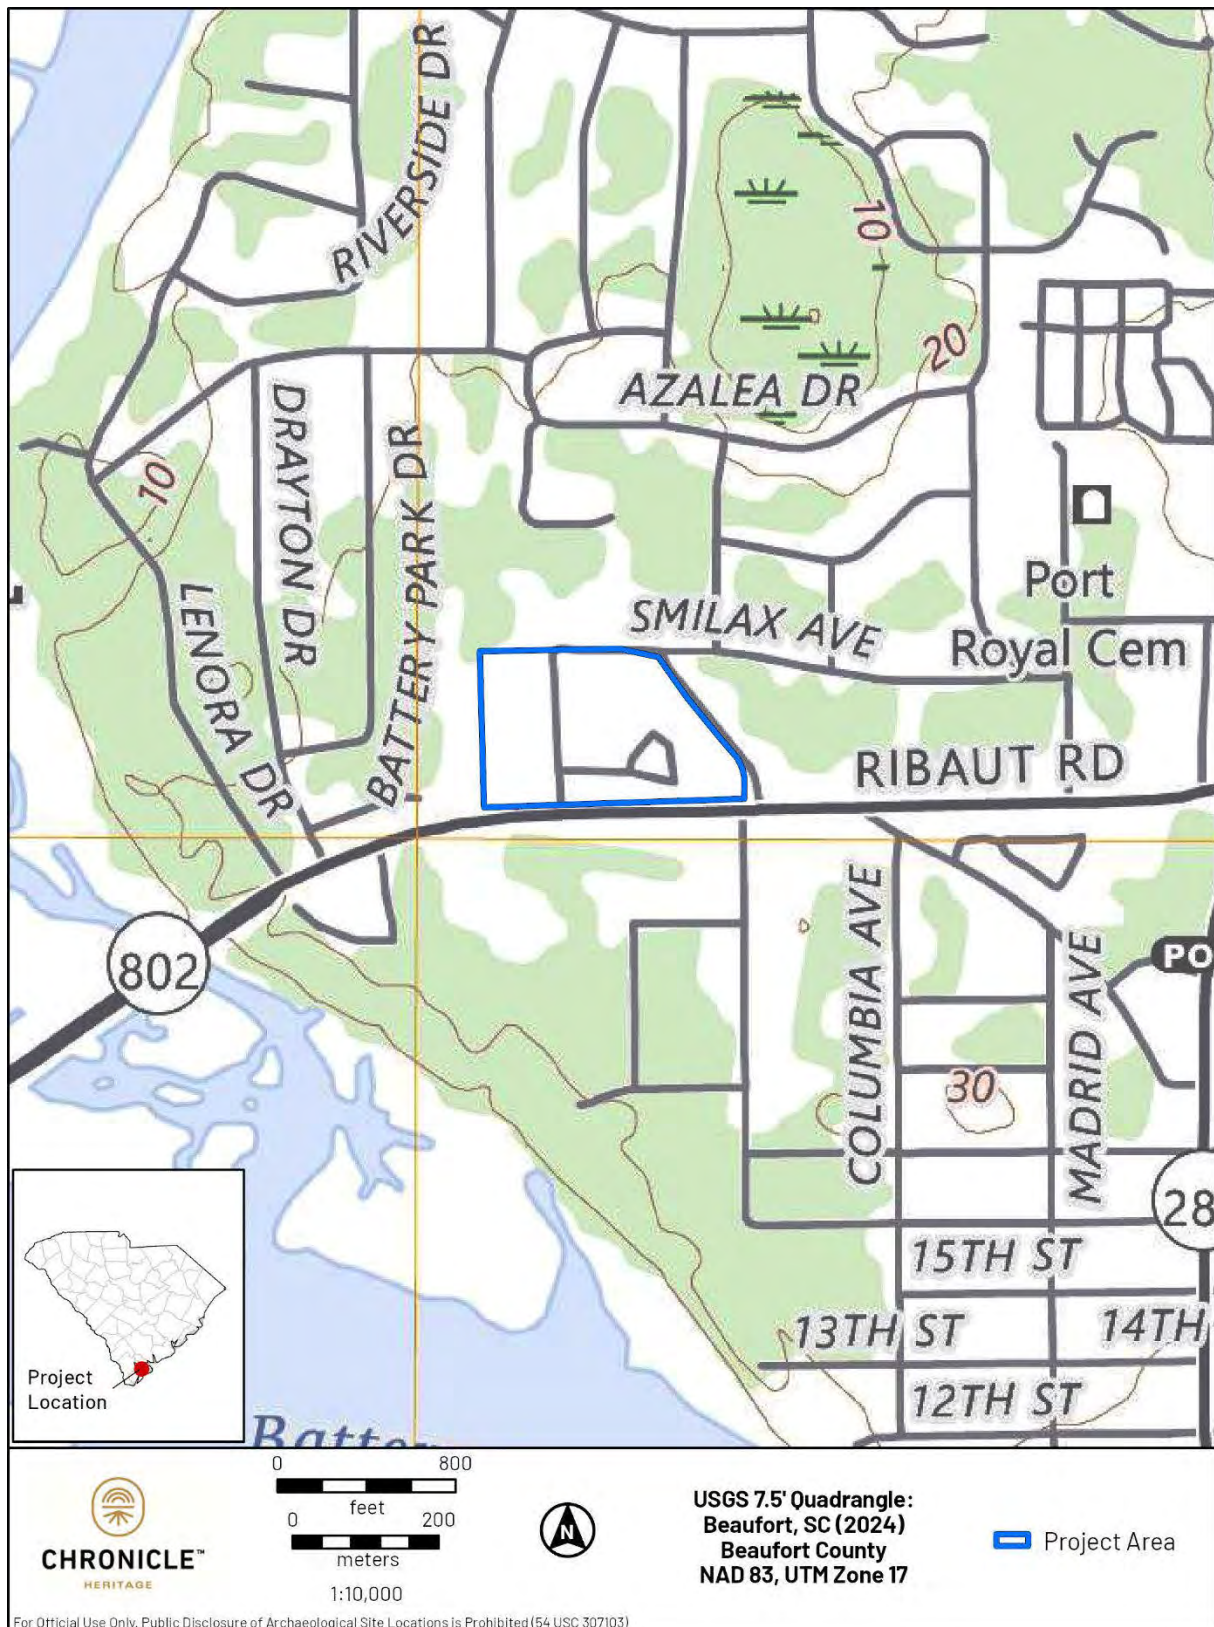 RIVERSIDE DR
10
20
AZALEA DR
DRAYTON DR
BATTERY PARK DR
10
LENORA DR
SMILAX AVE
Port
Royal Cem
RIBAUT RD
802
COLUMBIA AVE
MADRID AVE
PO
30
28
15TH ST
13TH ST
14TH
12TH ST
Project
Location
0 800
feet
0 200
meters
1:10,000
N
CHRONICLE™
HERITAGE
USGS 7.5' Quadrangle:
Beaufort, SC (2024)
Beaufort County
NAD 83, UTM Zone 17
Project Area
For Official Use Only. Public Disclosure of Archaeological Site Locations is Prohibited (54 USC 307103)